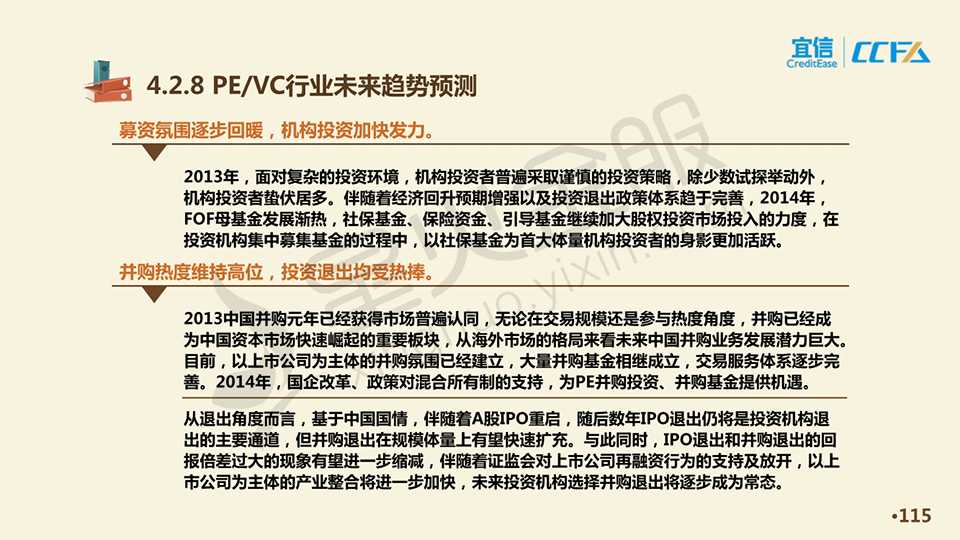 宜信
CreditEase
CCFA
4.2.8 PE/VC行业未来趋势预测
募资氛围逐步回暖，机构投资加快发力。
2013年，面对复杂的投资环境，机构投资者普遍采取谨慎的投资策略，除少数试探举动外，
机构投资者蛰伏居多。伴随着经济回升预期增强以及投资退出政策体系趋于完善，2014年，
FOF母基金发展渐热，社保基金、保险资金、引导基金继续加大股权投资市场投入的力度，在
投资机构集中募集基金的过程中，以社保基金为首大体量机构投资者的身影更加活跃。
并购热度维持高位，投资退出均受热捧。
2013中国并购元年已经获得市场普遍认同，无论在交易规模还是参与热度角度，并购已经成
为中国资本市场快速崛起的重要板块，从海外市场的格局来看未来中国并购业务发展潜力巨大。
目前，以上市公司为主体的并购氛围已经建立，大量并购基金相继成立，交易服务体系逐步完
善。2014年，国企改革、政策对混合所有制的支持，为PE并购投资、并购基金提供机遇。
从退出角度而言，基于中国国情，伴随着A股IPO重启，随后数年IPO退出仍将是投资机构退
出的主要通道，但并购退出在规模体量上有望快速扩充。与此同时，IPO退出和并购退出的回
报倍差过大的现象有望进一步缩减，伴随着证监会对上市公司再融资行为的支持及放开，以上
市公司为主体的产业整合将进一步加快，未来投资机构选择并购退出将逐步成为常态。
•115